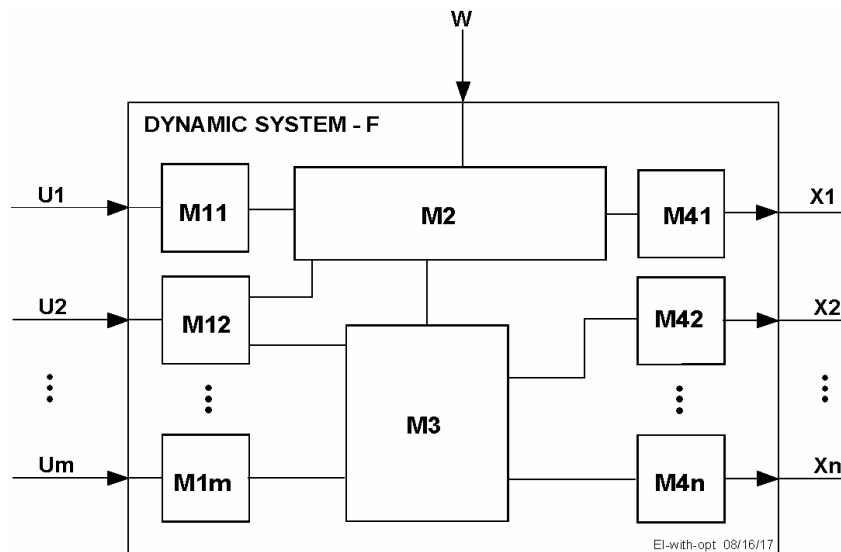 W
DYNAMIC SYSTEM - F
U1
M11
M2
M41
X1
U2
M12
M42
X2
M3
Um
M1m
M4n
Xn
EI-with-opt 08/16/17